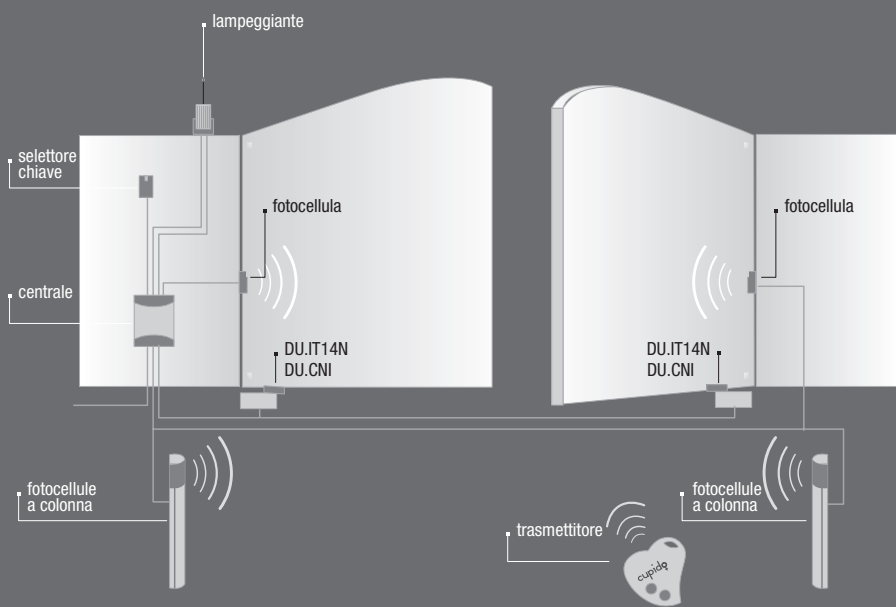 lampeggiante
selettore
chiave
fotocellula
fotocellula
centrale
DU.IT14N
DU.CNI
DU.IT14N
DU.CNI
fotocellule
a colonna
fotocellule
a colonna
trasmettitore
cupido